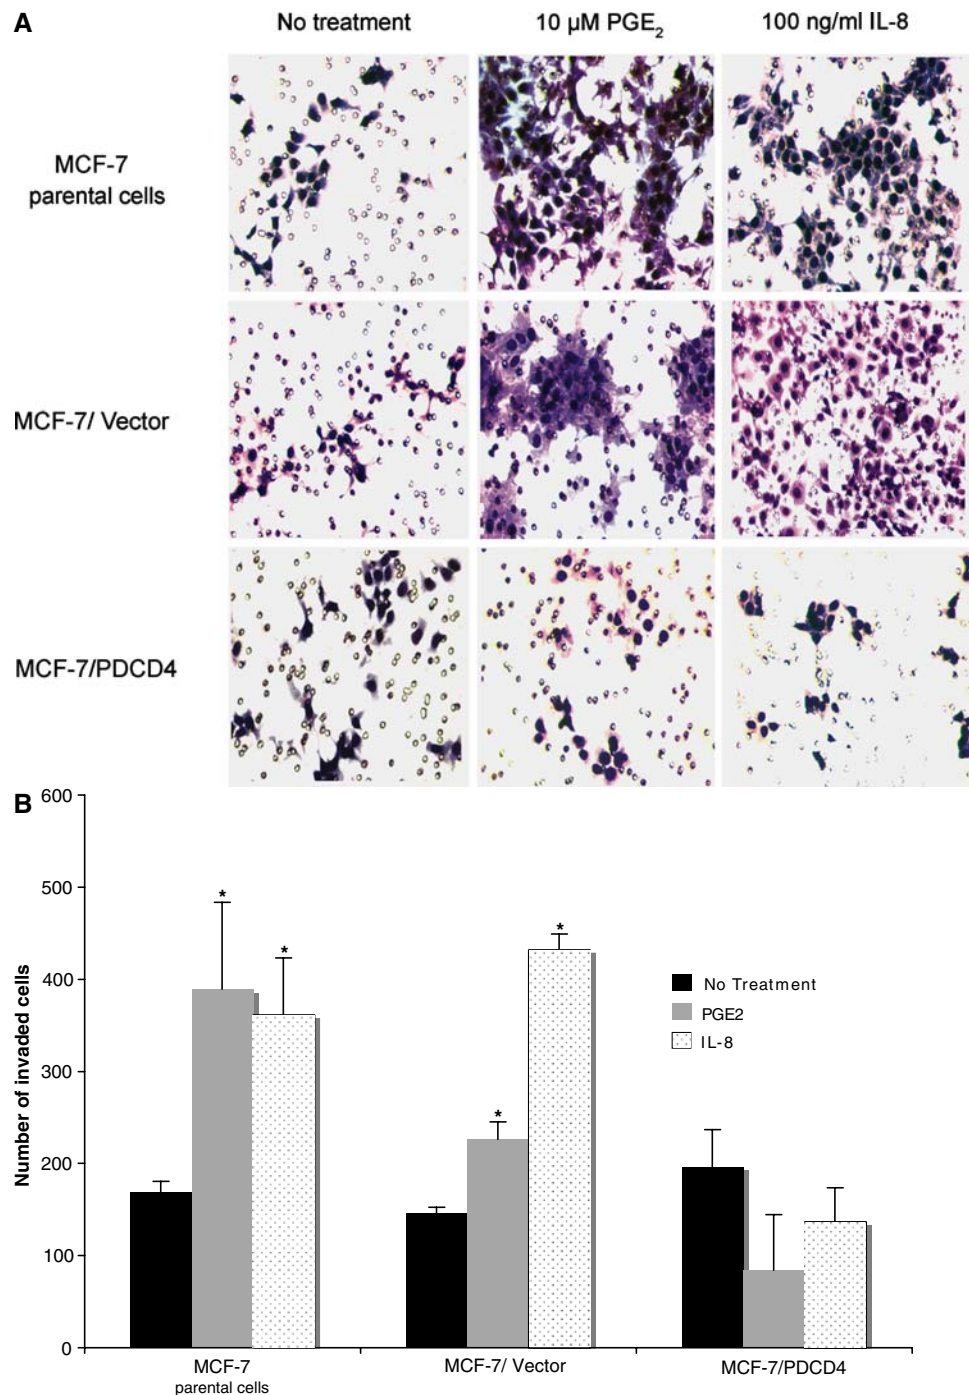 A
No treatment
10 µM PGE2
100 ng/ml IL-8
MCF-7
parental cells
MCF-7/ Vector
MCF-7/PDCD4
B
600
500
400
300
200
100
0
Number of invaded cells
*
*
*
*
No Treatment
PGE2
IL-8
MCF-7
parental cells
MCF-7/ Vector
MCF-7/PDCD4